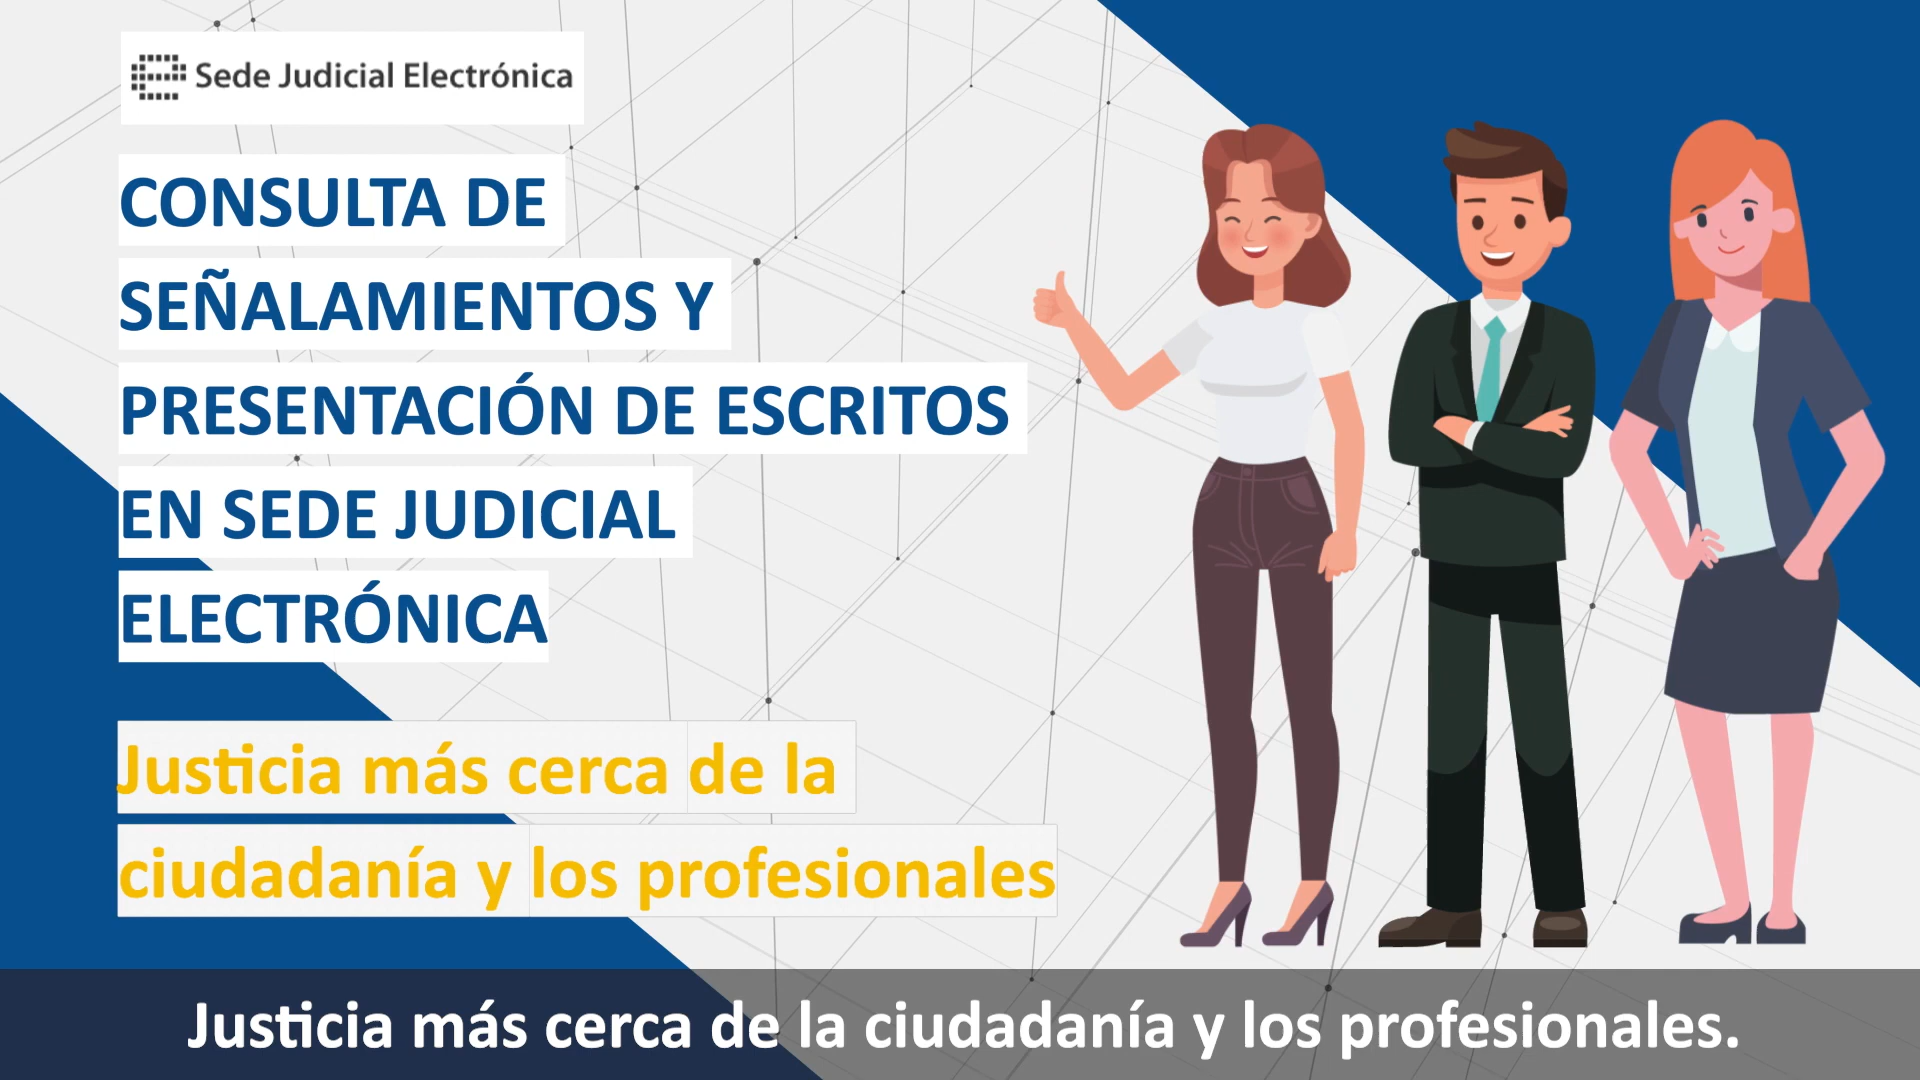 Sede Judicial Electrónica
CONSULTA DE
SEÑALAMIENTOS Y
PRESENTACIÓN DE ESCRITOS
EN SEDE JUDICIAL
ELECTRÓNICA
Justicia más cerca de la
ciudadanía y los profesionales
Justicia más cerca de la ciudadanía y los profesionales.